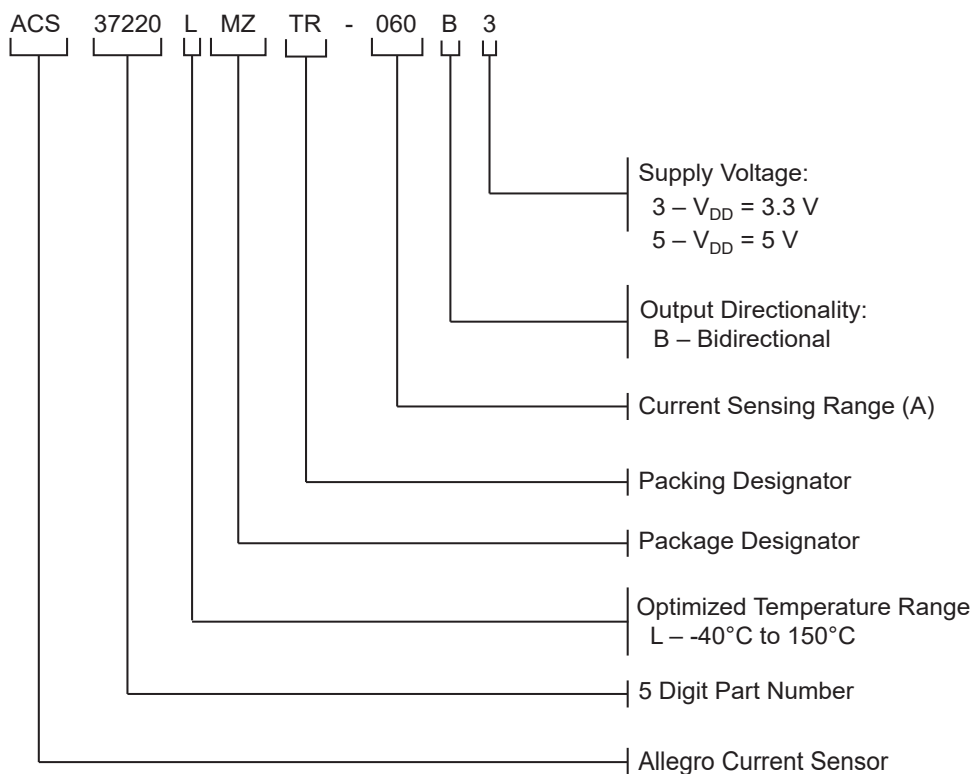 ACS 37220 L MZ TR - 060 B 3
Supply Voltage:
3 – VDD = 3.3 V
5 – VDD = 5 V
Output Directionality:
B – Bidirectional
Current Sensing Range (A)
Packing Designator
Package Designator
Optimized Temperature Range
L – -40°C to 150°C
5 Digit Part Number
Allegro Current Sensor